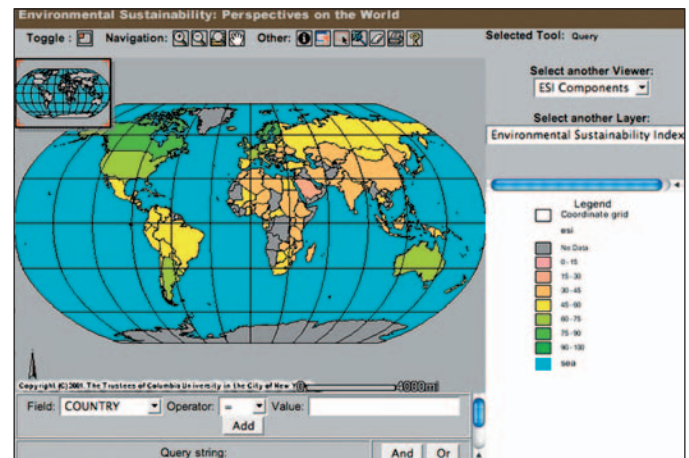 Environmental Sustainability: Perspectives on the World
Toggle : Navigation: Other: Selected Tool: Query
Select another Viewer:
ESI Components
Select another Layer:
Environmental Sustainability Index
Legend
Coordinate grid
esi
No Data
0-15
15-30
30-45
45-60
60-75
75-90
90-100
sea
Copyright (C)2001. The Trustees of Columbia University in the City of New
0 4000mi
Field: COUNTRY Operator: = Value:
Add
Query string: And Or